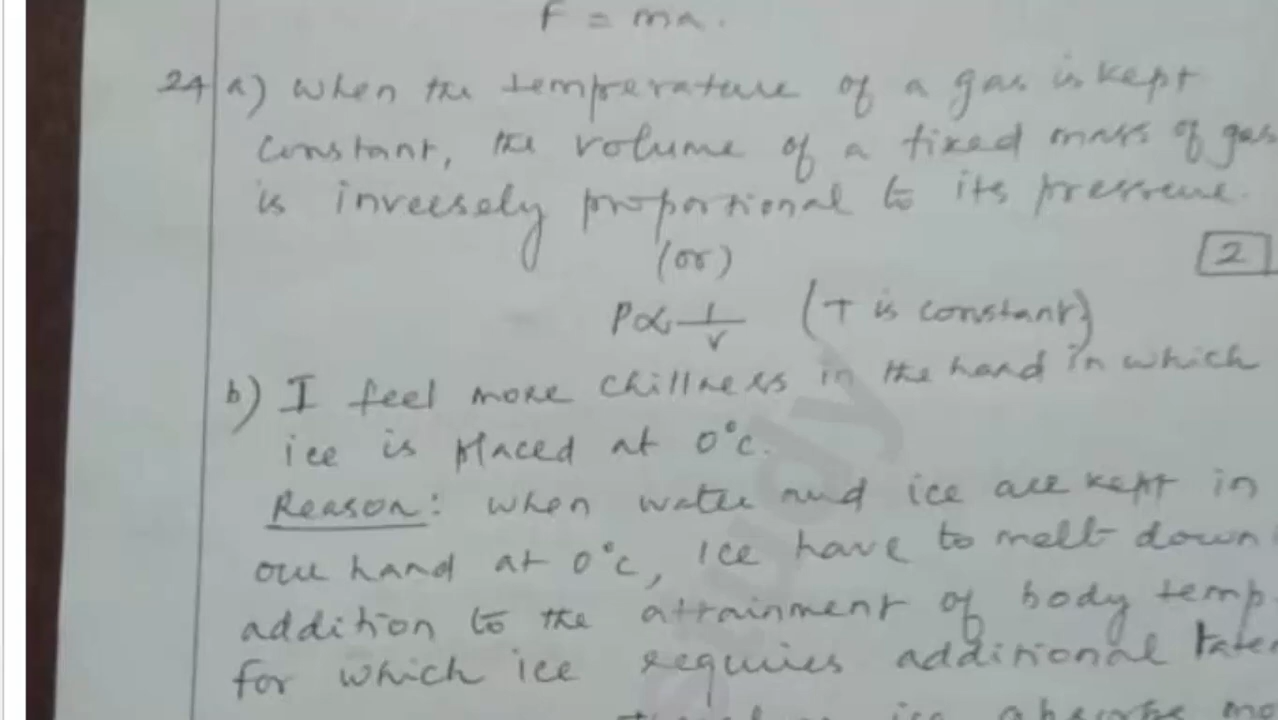 F = ma.
24 a) When the temperature of a gas is kept
constant, the volume of a fixed mass of gas
is inversely proportional to its pressure.
(or)
2
P∝ 1/v (T is constant)
b) I feel more chillness in the hand in which
ice is placed at 0°c.
Reason: when water and ice are kept in
our hand at 0°c, Ice have to melt down
addition to the attainment of body temp.
for which ice requires additional
ice absorbs